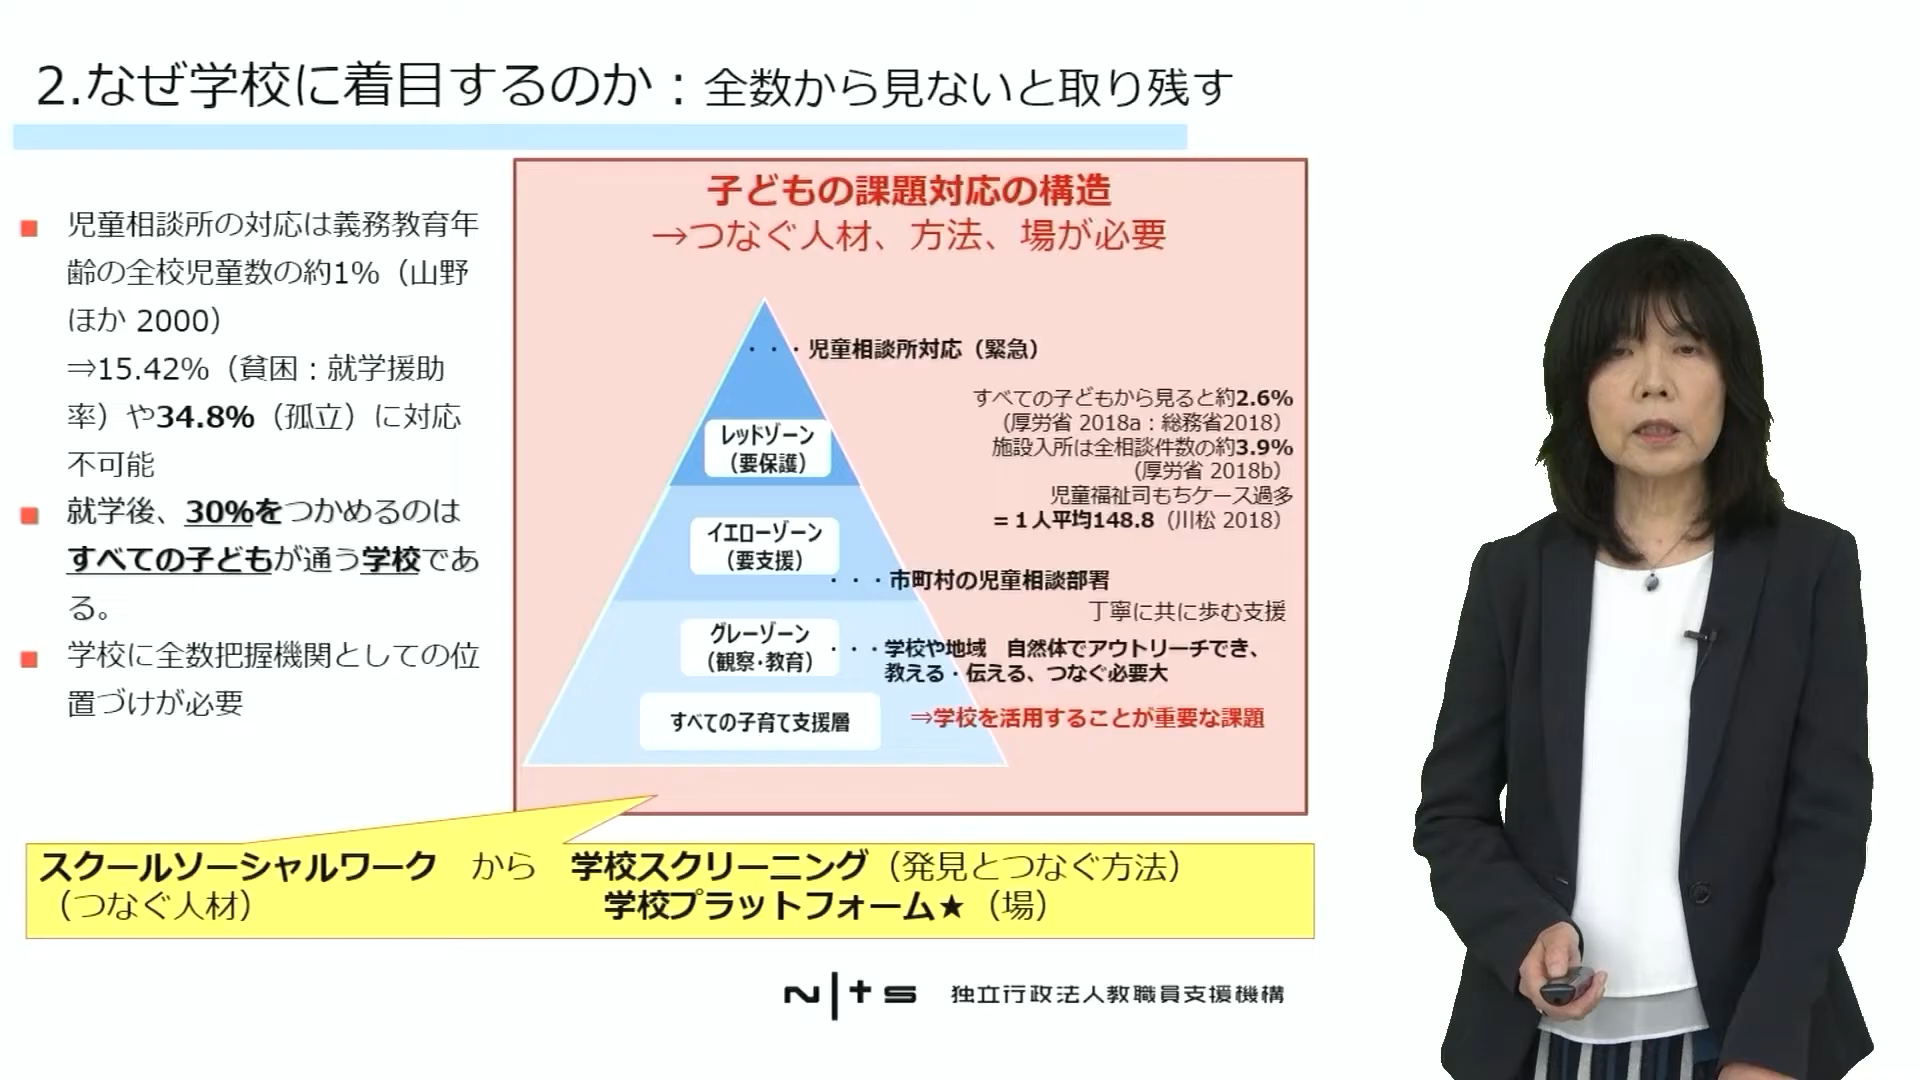 2.なぜ学校に着目するのか：全数から見ないと取り残す
■ 児童相談所の対応は義務教育年
齢の全校児童数の約1％（山野
ほか 2000）
⇒15.42％（貧困：就学援助
率）や34.8%（孤立）に対応
不可能
■ 就学後、30%をつかめるのは
すべての子どもが通う学校であ
る。
■ 学校に全数把握機関としての位
置づけが必要
子どもの課題対応の構造
→つなぐ人材、方法、場が必要
・・・児童相談所対応（緊急）
すべての子どもから見ると約2.6%
（厚労省 2018a：総務省2018）
施設入所は全相談件数の約3.9%
（厚労省 2018b）
児童福祉司もちケース過多
＝１人平均148.8（川松 2018）
レッドゾーン
（要保護）
イエローゾーン
（要支援）
・・・市町村の児童相談部署
丁寧に共に歩む支援
グレーゾーン
（観察･教育）
・・・学校や地域　自然体でアウトリーチでき、
教える・伝える、つなぐ必要大
すべての子育て支援層
⇒学校を活用することが重要な課題
スクールソーシャルワーク　から　学校スクリーニング（発見とつなぐ方法）
（つなぐ人材）　学校プラットフォーム★（場）
N|ts 独立行政法人教職員支援機構